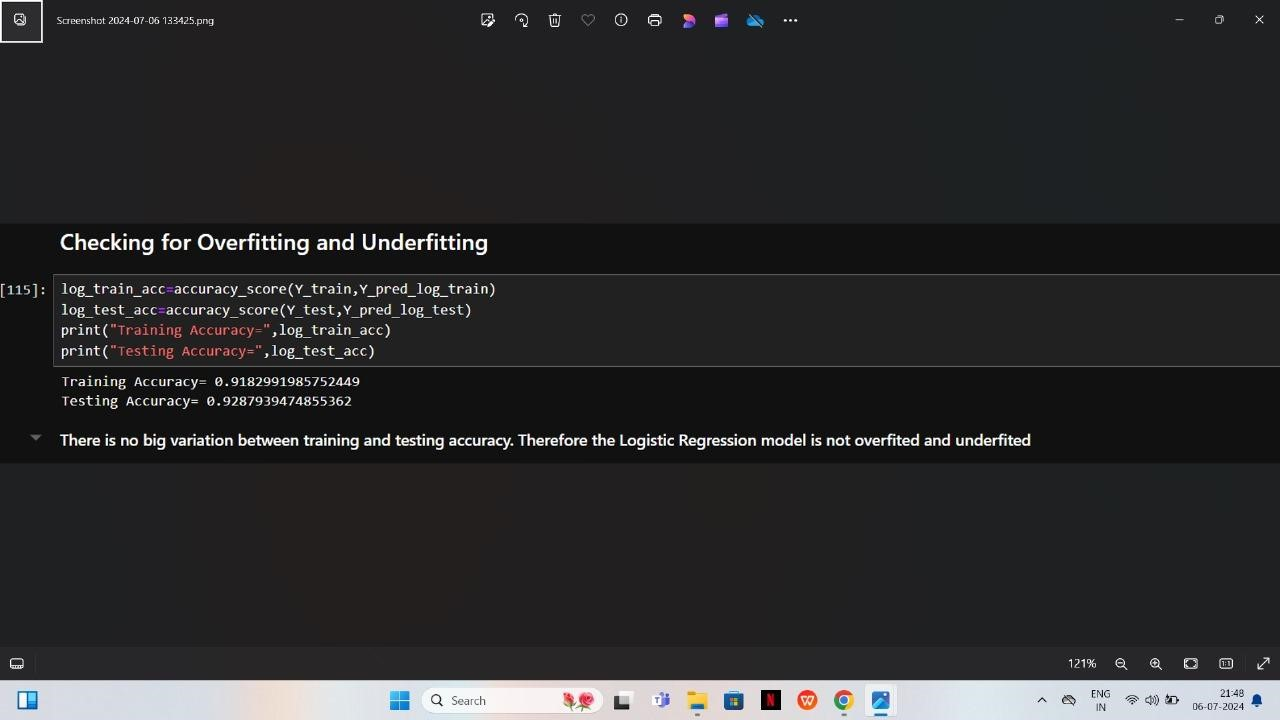 Screenshot 2024-07-06 133425.png
Checking for Overfitting and Underfitting
[115]:
log_train_acc=accuracy_score(Y_train,Y_pred_log_train)
log_test_acc=accuracy_score(Y_test,Y_pred_log_test)
print("Training Accuracy=",log_train_acc)
print("Testing Accuracy=",log_test_acc)
Training Accuracy= 0.9182991985752449
Testing Accuracy= 0.9287939474855362
There is no big variation between training and testing accuracy. Therefore the Logistic Regression model is not overfited and underfited
121%
Search
ENG
IN
21:48
06-07-2024